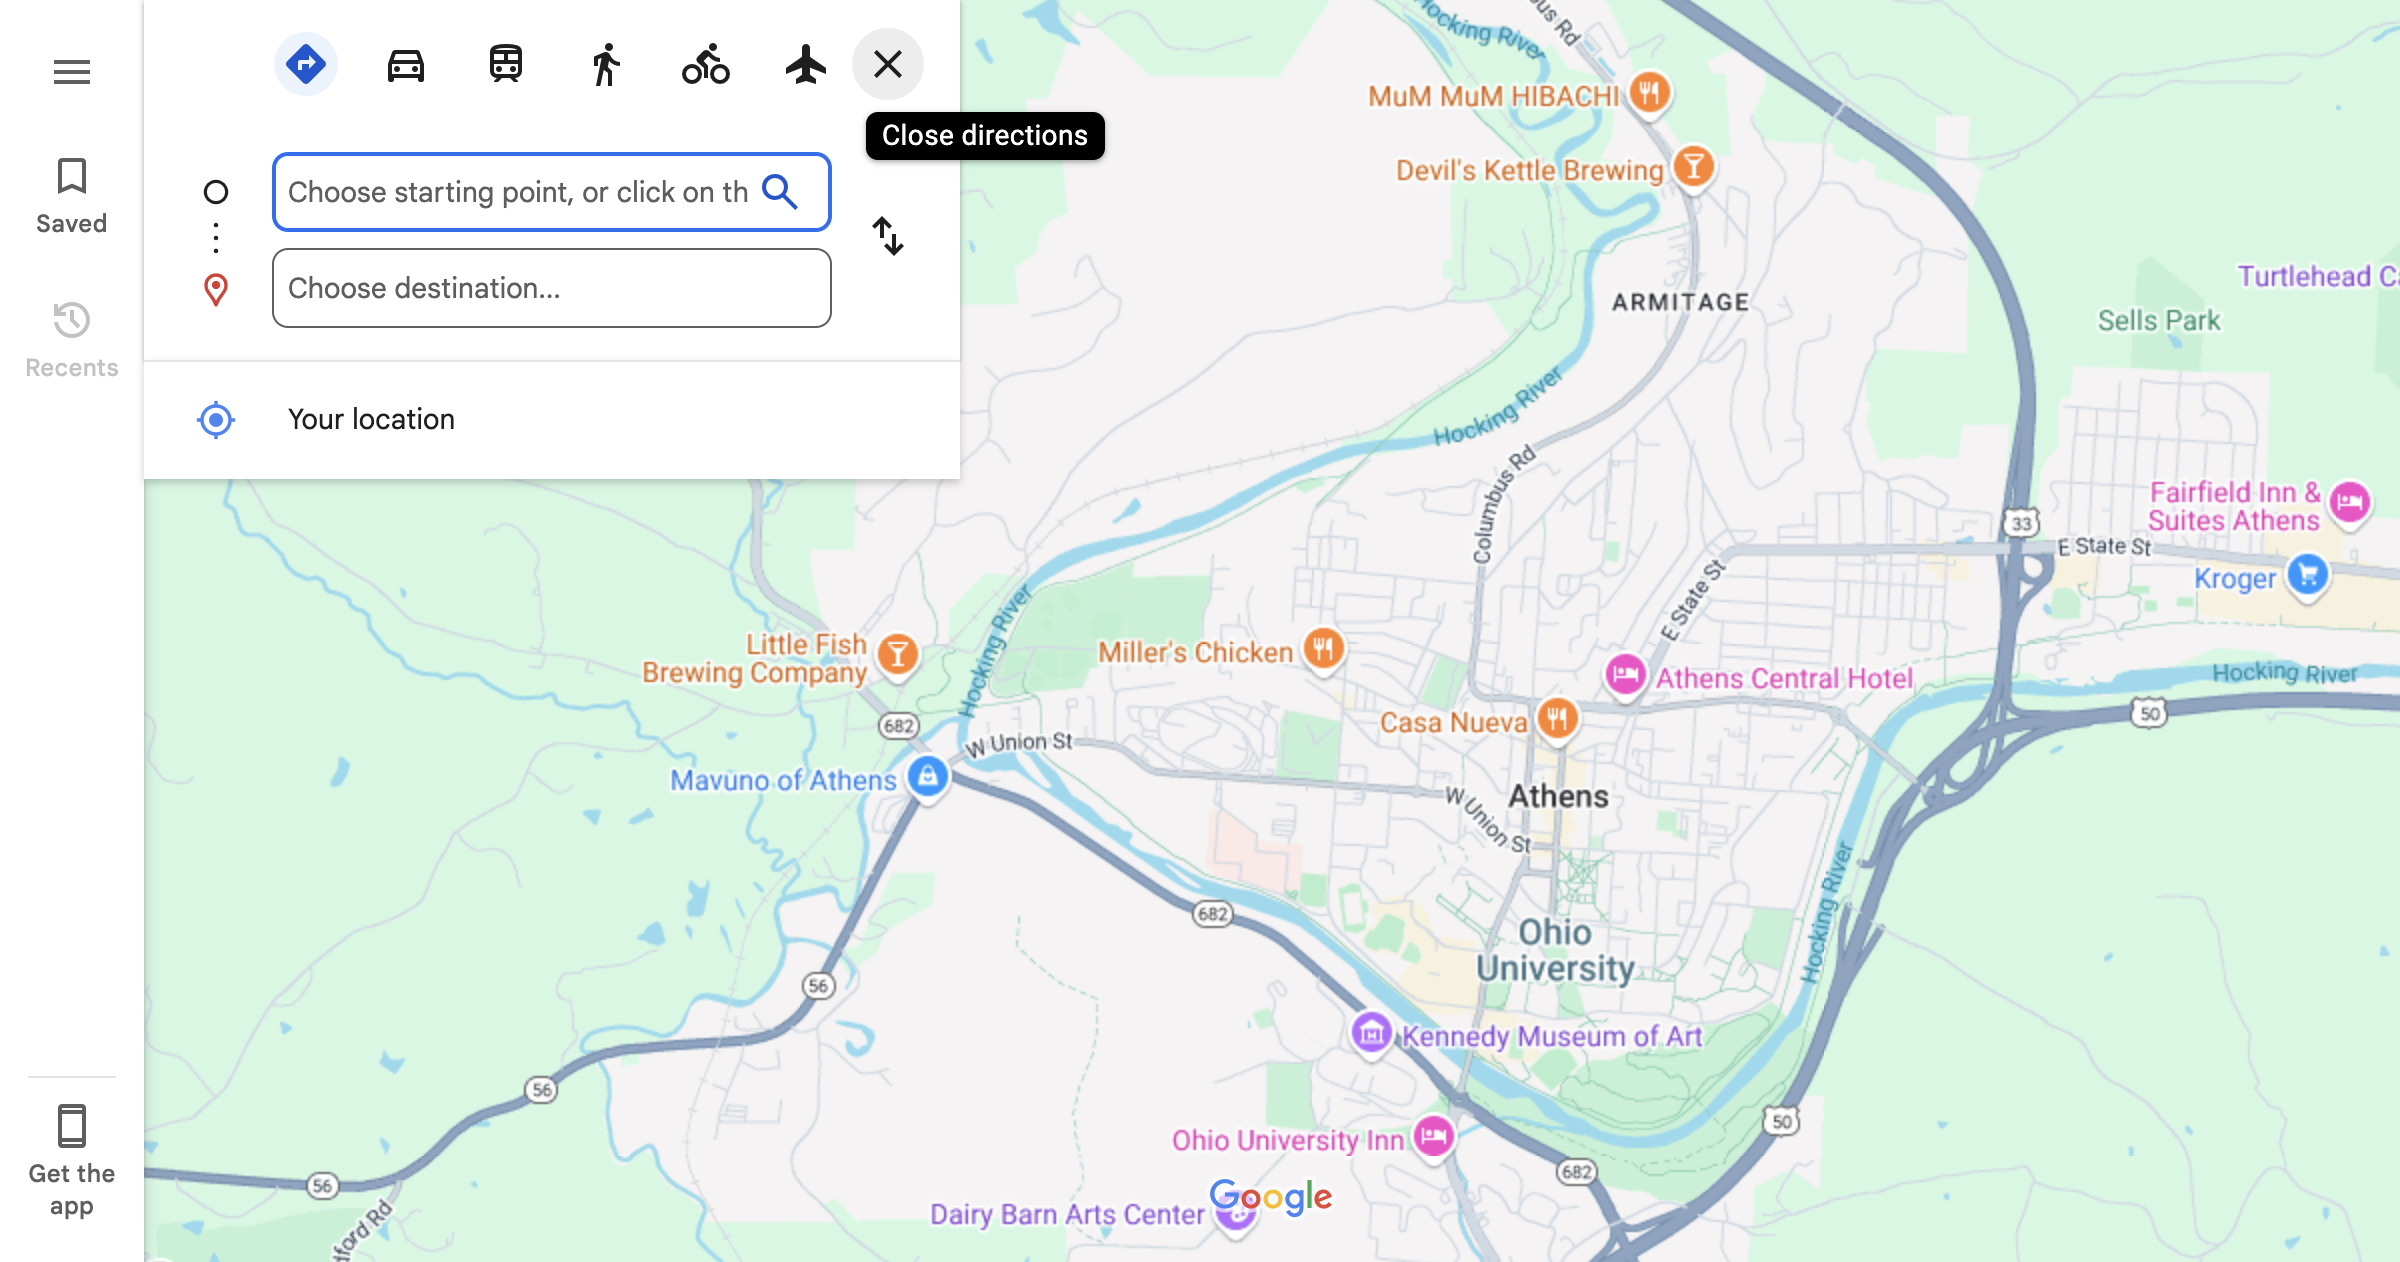 Saved
Recents
Get the
app
Close directions
Choose starting point, or click on th
Choose destination...
Your location
Hocking River
bus Rd
MuM MuM HIBACHI
Devil's Kettle Brewing
ARMITAGE
Turtlehead Ca
Sells Park
Hocking River
Columbus Rd
33
Fairfield Inn &
Suites Athens
E State St
E State St
Kroger
Hocking River
Little Fish
Brewing Company
Miller's Chicken
Athens Central Hotel
Hocking River
50
Casa Nueva
682
W Union St
Mavuno of Athens
W Union St
Athens
682
Ohio
University
Hocking River
56
Kennedy Museum of Art
56
50
Ohio University Inn
682
56
Google
Dairy Barn Arts Center
ford Rd